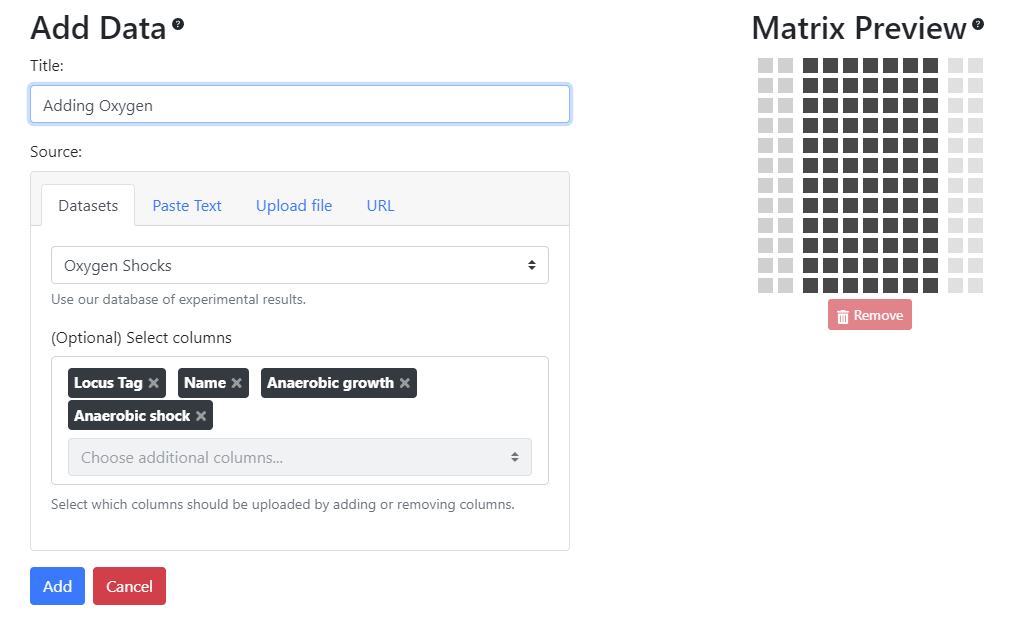 Add Data ?
Title:
Adding Oxygen
Source:
Datasets Paste Text Upload file URL
Oxygen Shocks
Use our database of experimental results.
(Optional) Select columns
Locus Tag × Name × Anaerobic growth ×
Anaerobic shock ×
Choose additional columns...
Select which columns should be uploaded by adding or removing columns.
Add Cancel
Matrix Preview ?
Remove